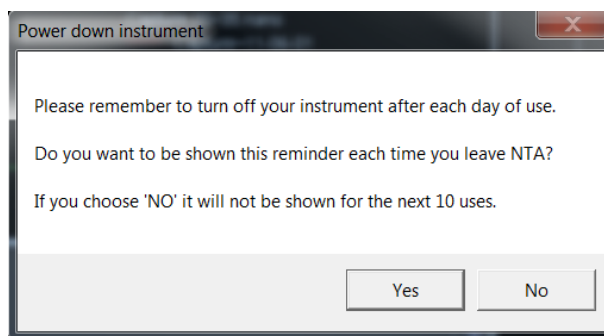 Power down instrument
Please remember to turn off your instrument after each day of use.
Do you want to be shown this reminder each time you leave NTA?
If you choose 'NO' it will not be shown for the next 10 uses.
Yes
No